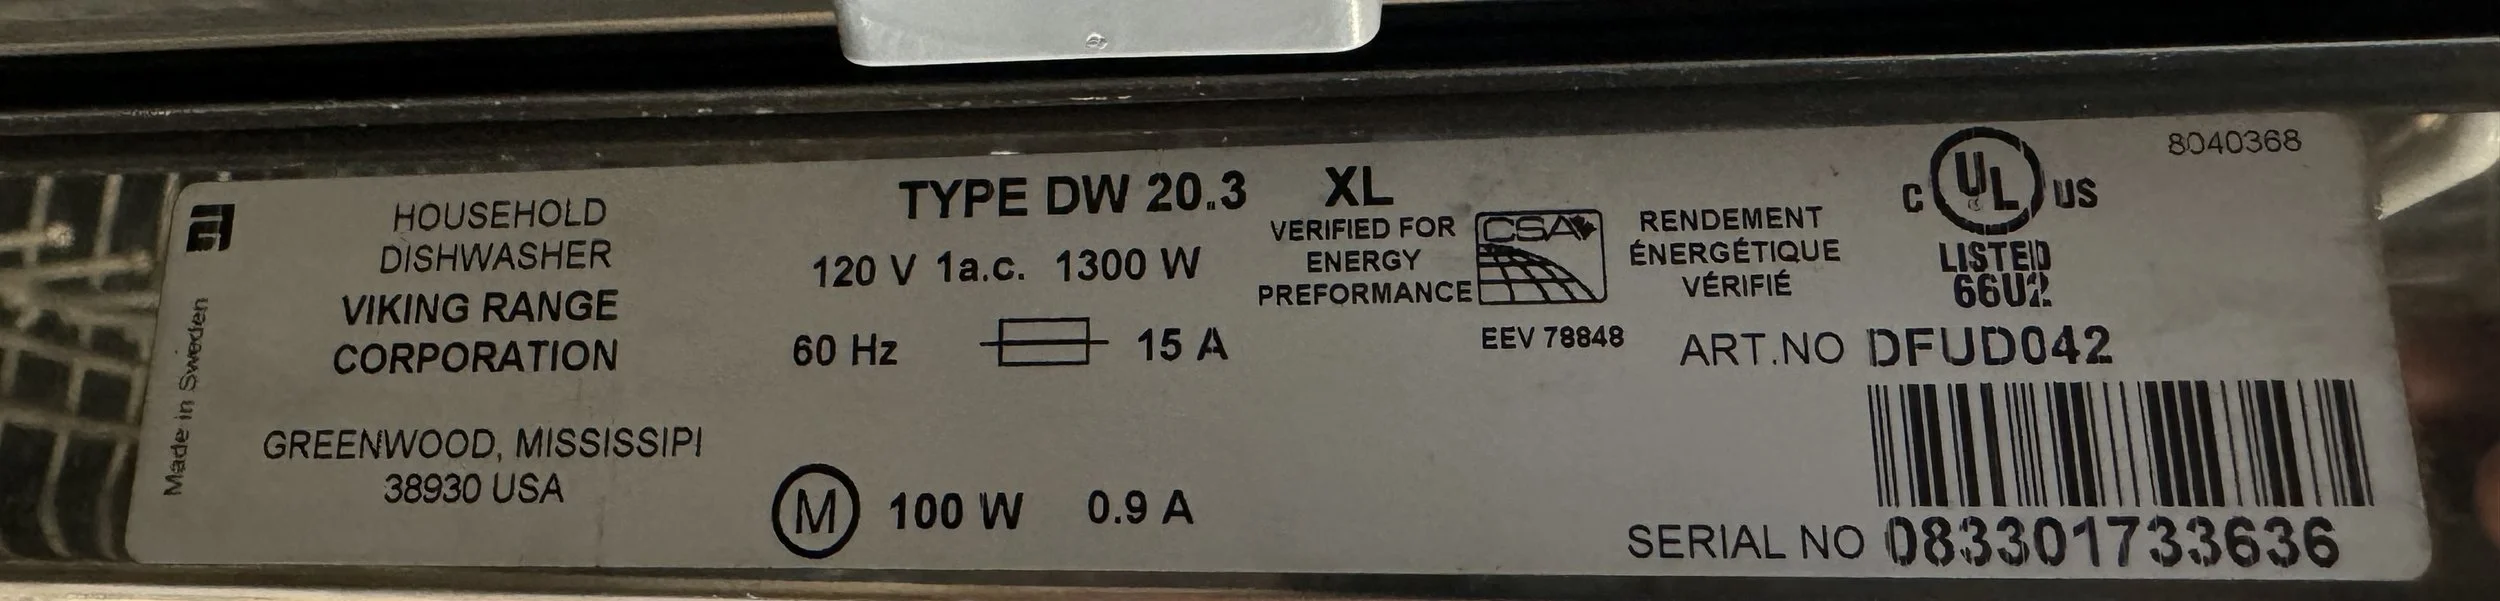 Made in Sweden
HOUSEHOLD
DISHWASHER
VIKING RANGE
CORPORATION
GREENWOOD, MISSISSIPI
38930 USA
TYPE DW 20.3 XL
120 V 1a.c. 1300 W
60 Hz 15 A
M 100 W 0.9 A
VERIFIED FOR
ENERGY
PREFORMANCE
CSA
EEV 78848
RENDEMENT
ÉNERGÉTIQUE
VÉRIFIÉ
C UL US
LISTED
66U2
8040368
ART.NO DFUD042
SERIAL NO 083301733636